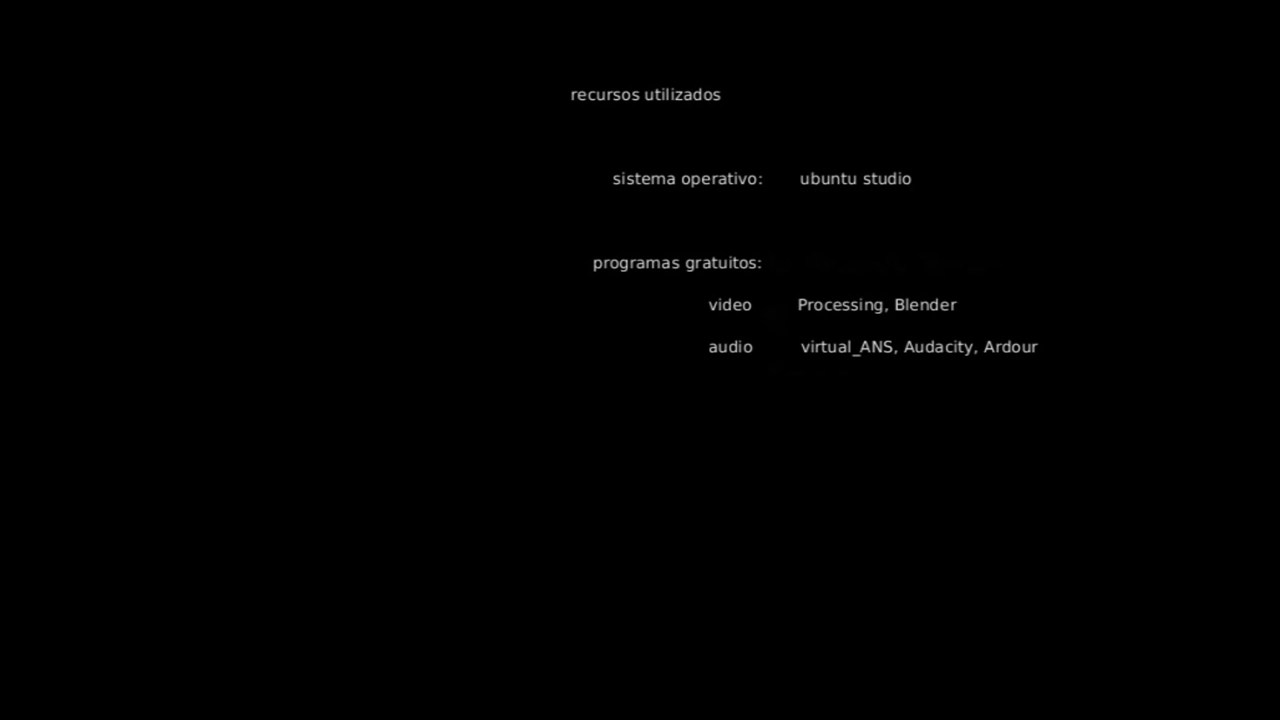 recursos utilizados
sistema operativo: ubuntu studio
programas gratuitos:
video Processing, Blender
audio virtual_ANS, Audacity, Ardour